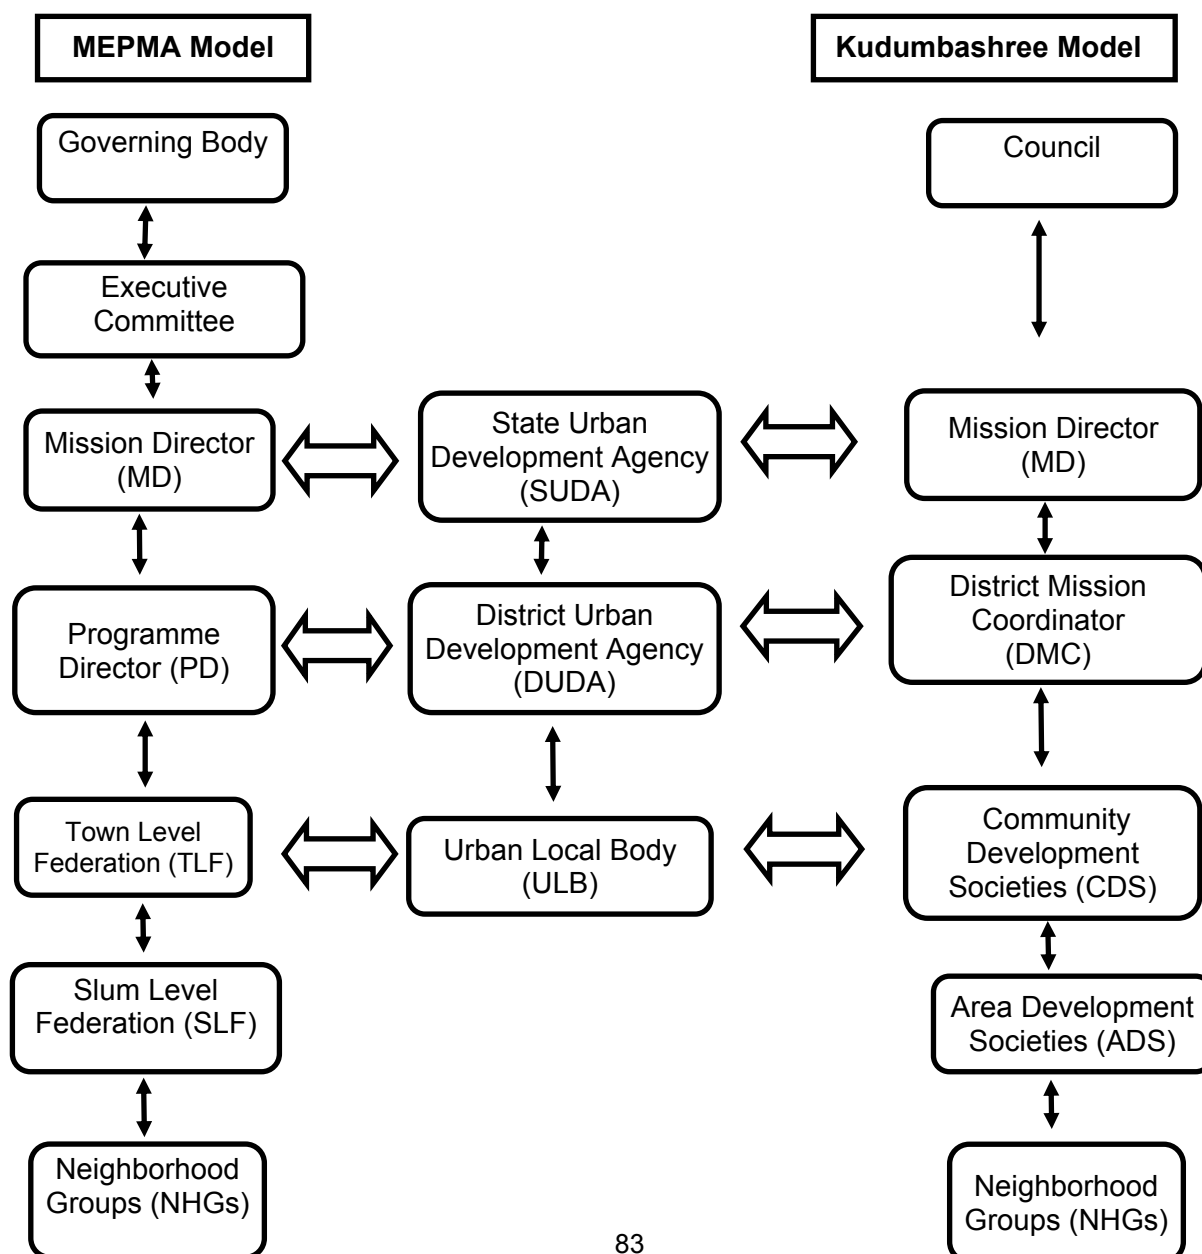 MEPMA Model
Kudumbashree Model
Governing Body
Council
Executive
Committee
Mission Director
(MD)
State Urban
Development Agency
(SUDA)
Mission Director
(MD)
Programme
Director (PD)
District Urban
Development Agency
(DUDA)
District Mission
Coordinator
(DMC)
Town Level
Federation (TLF)
Urban Local Body
(ULB)
Community
Development
Societies (CDS)
Slum Level
Federation (SLF)
Area Development
Societies (ADS)
Neighborhood
Groups (NHGs)
Neighborhood
Groups (NHGs)
83